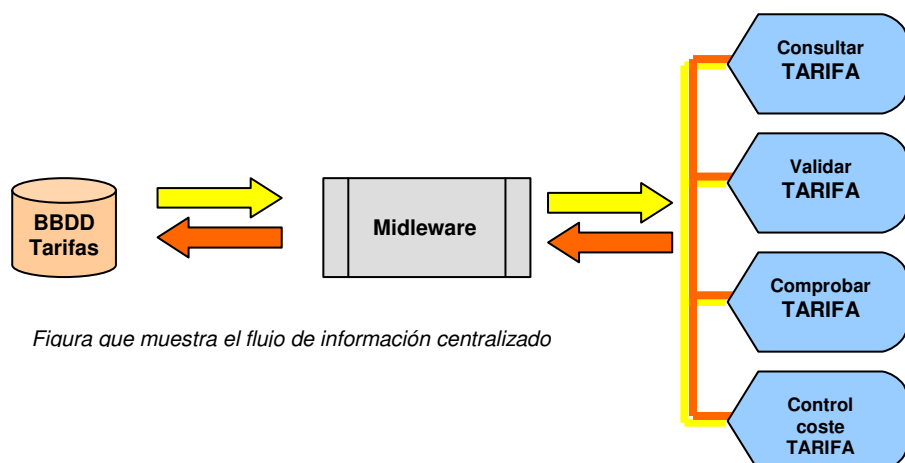 Consultar
TARIFA
Validar
TARIFA
BBDD
Tarifas
Midleware
Comprobar
TARIFA
Figura que muestra el flujo de información centralizado
Control
coste
TARIFA